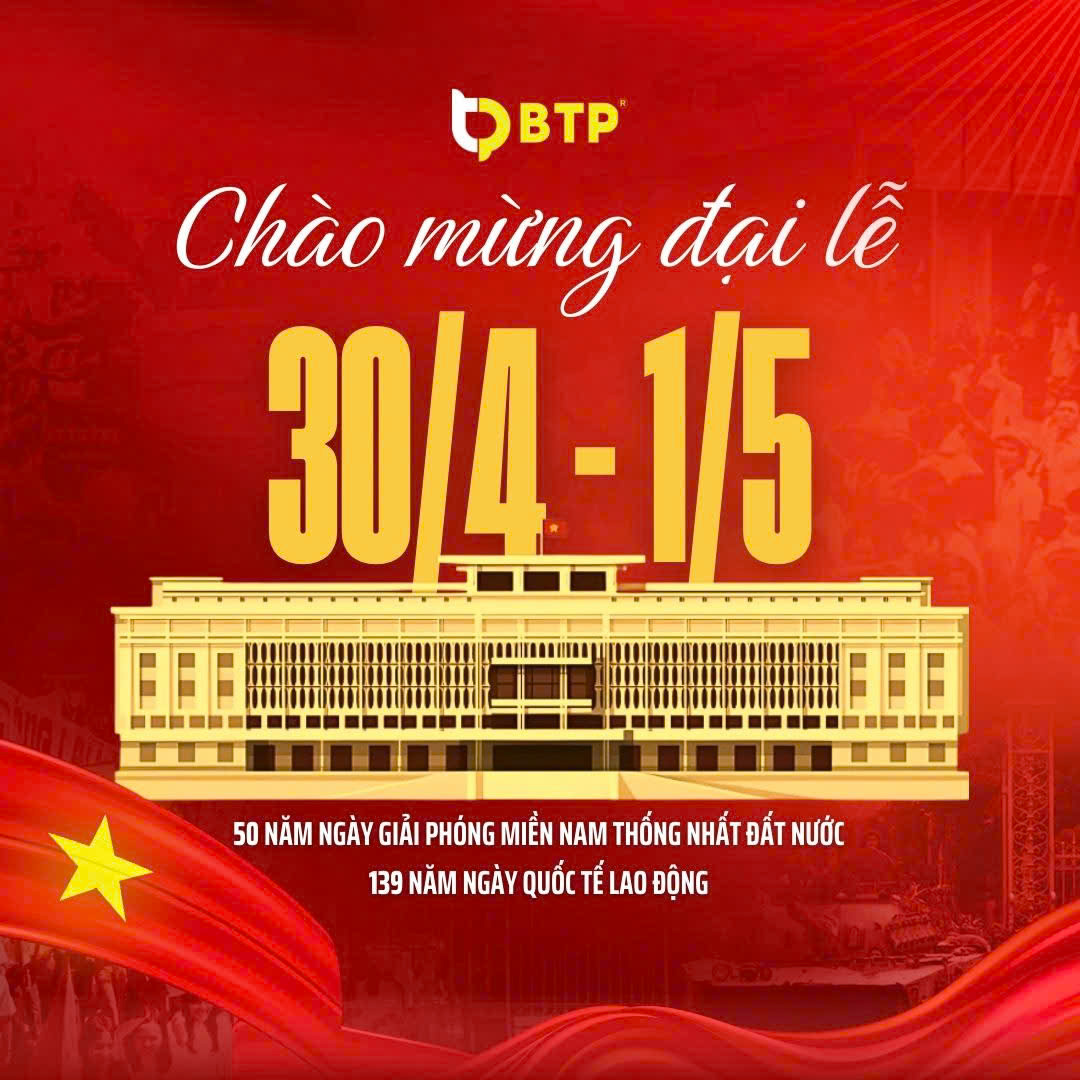 BTP®
Chào mừng đại lễ
30/4 - 1/5
50 NĂM NGÀY GIẢI PHÓNG MIỀN NAM THỐNG NHẤT ĐẤT NƯỚC
139 NĂM NGÀY QUỐC TẾ LAO ĐỘNG